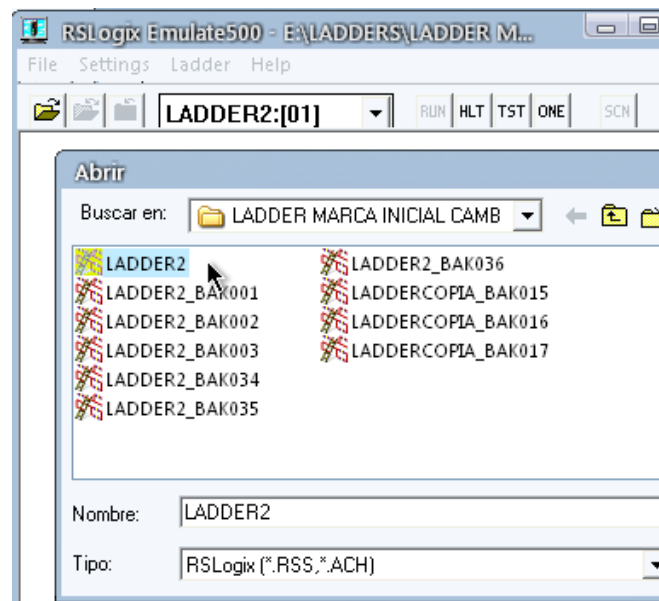 RSLogix Emulate500 - E:\LADDERS\LADDER M...
File Settings Ladder Help
LADDER2:[01] RUN HLT TST ONE SCN
Abrir
Buscar en: LADDER MARCA INICIAL CAMB
LADDER2 LADDER2_BAK036
LADDER2_BAK001 LADDERCOPIA_BAK015
LADDER2_BAK002 LADDERCOPIA_BAK016
LADDER2_BAK003 LADDERCOPIA_BAK017
LADDER2_BAK034
LADDER2_BAK035
Nombre: LADDER2
Tipo: RSLogix (*.RSS,*.ACH)